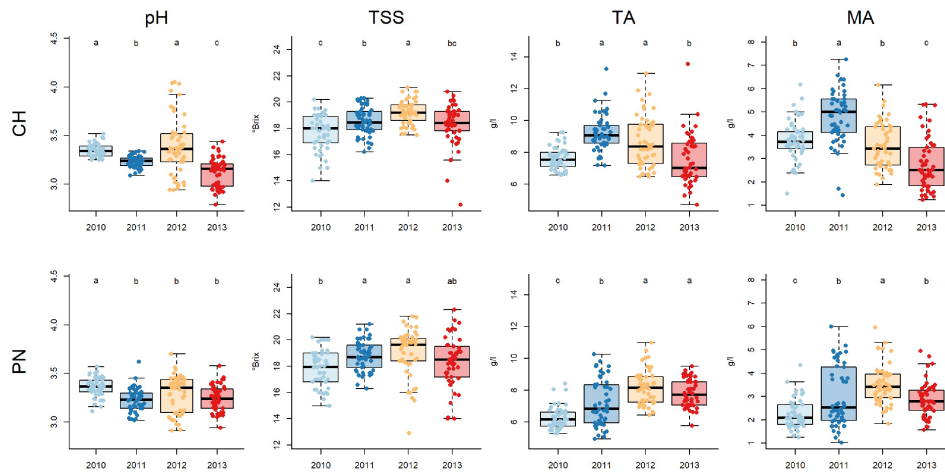 pH TSS TA MA
CH
4.5 4.0 3.5 3.0
a b a c
2010 2011 2012 2013
°Brix
24 22 20 18 16 14 12
c b a bc
2010 2011 2012 2013
g/l
14 12 10 8 6
b a a b
2010 2011 2012 2013
g/l
8 7 6 5 4 3 2 1
b a b c
2010 2011 2012 2013
PN
4.5 4.0 3.5 3.0
a b b b
2010 2011 2012 2013
°Brix
24 22 20 18 16 14 12
b a a ab
2010 2011 2012 2013
g/l
14 12 10 8 6
c b a a
2010 2011 2012 2013
g/l
8 7 6 5 4 3 2 1
c b a b
2010 2011 2012 2013